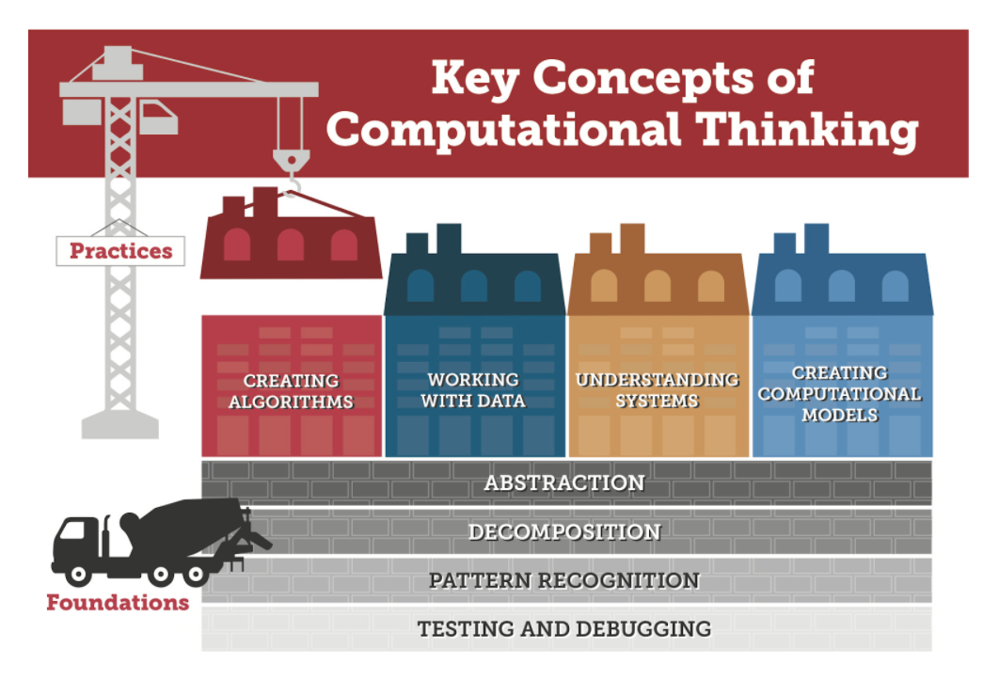 Key Concepts of
Computational Thinking
Practices
CREATING
ALGORITHMS
WORKING
WITH DATA
UNDERSTANDING
SYSTEMS
CREATING
COMPUTATIONAL
MODELS
ABSTRACTION
DECOMPOSITION
PATTERN RECOGNITION
TESTING AND DEBUGGING
Foundations